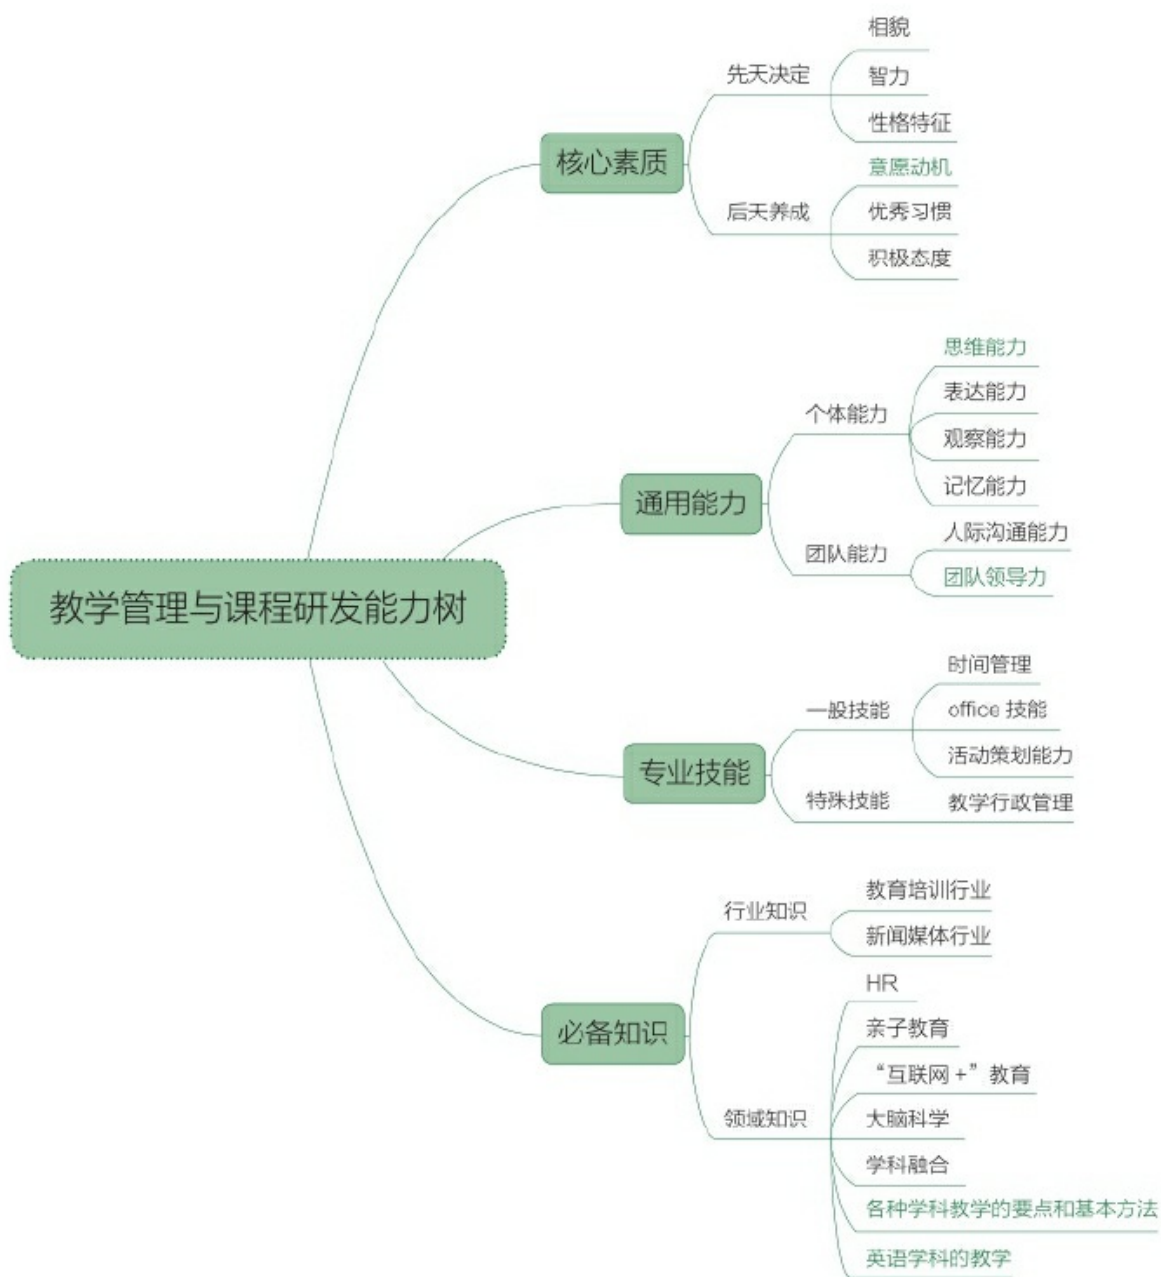 相貌
先天决定
智力
性格特征
核心素质
意愿动机
后天养成
优秀习惯
积极态度
思维能力
表达能力
个体能力
观察能力
记忆能力
通用能力
人际沟通能力
团队能力
团队领导力
教学管理与课程研发能力树
时间管理
一般技能
office 技能
活动策划能力
专业技能
特殊技能
教学行政管理
教育培训行业
行业知识
新闻媒体行业
HR
亲子教育
必备知识
“互联网 +”教育
大脑科学
领域知识
学科融合
各种学科教学的要点和基本方法
英语学科的教学